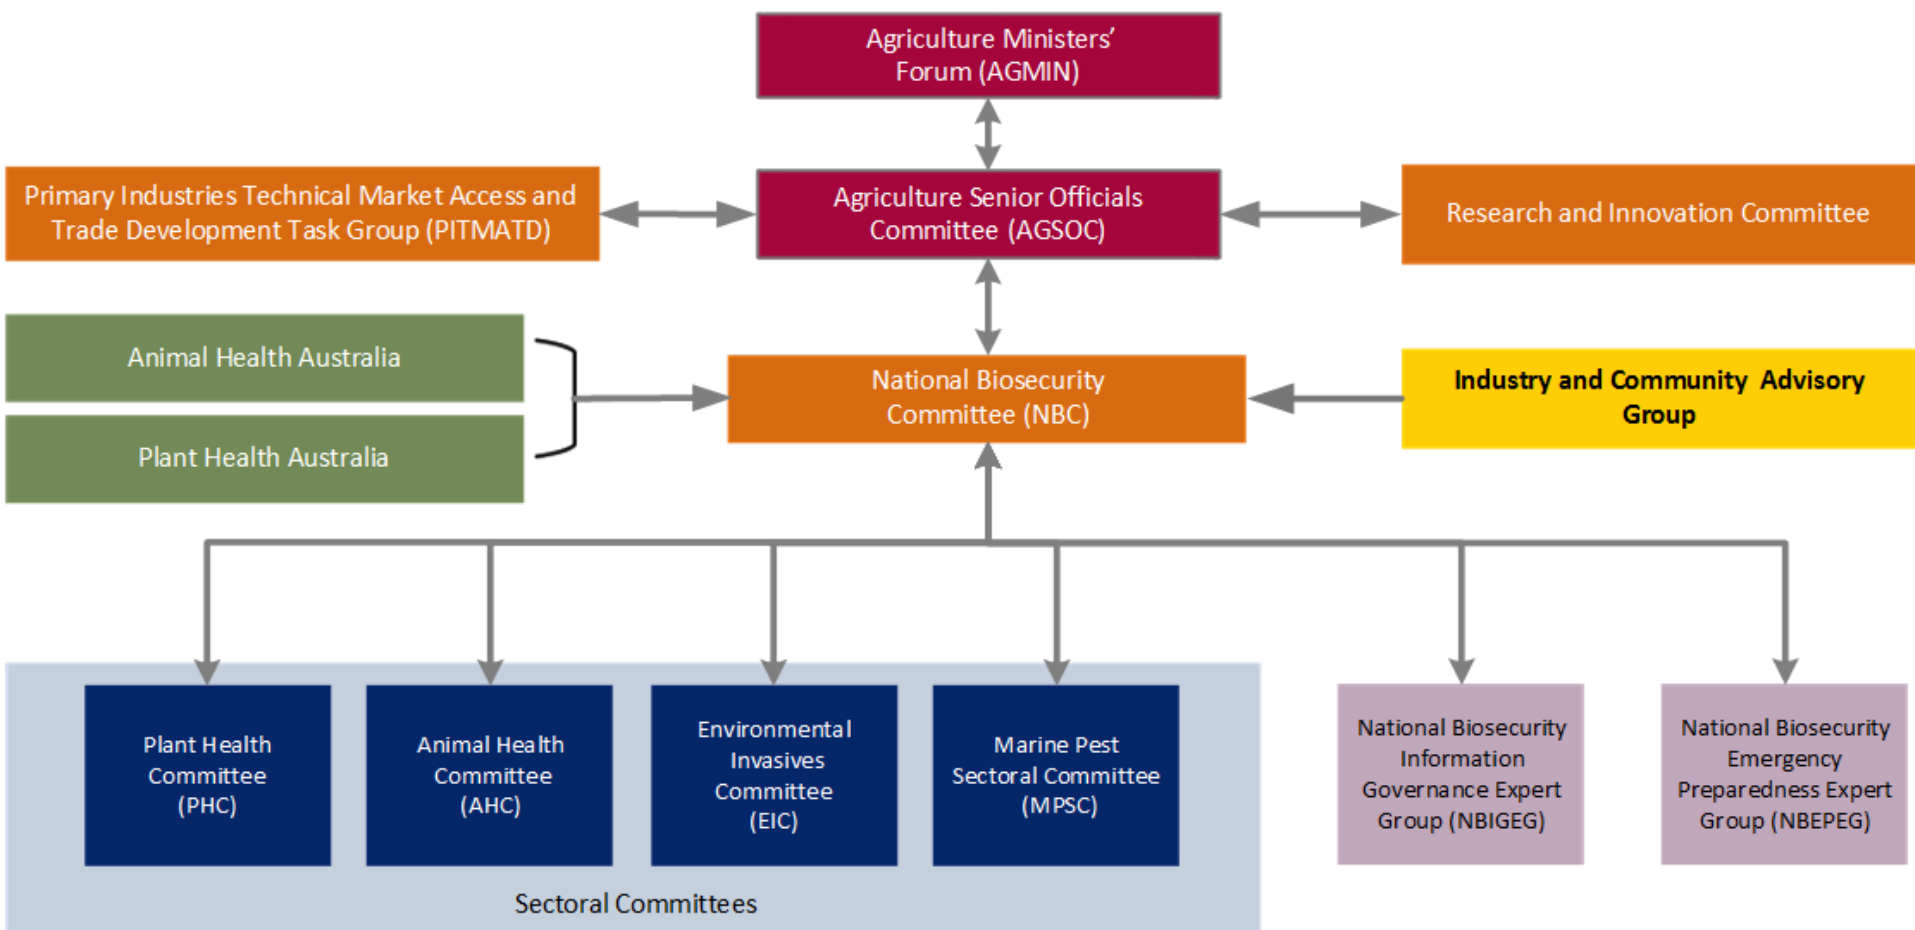 Agriculture Ministers’
Forum (AGMIN)
Primary Industries Technical Market Access and
Trade Development Task Group (PITMATD)
Agriculture Senior Officials
Committee (AGSOC)
Research and Innovation Committee
Animal Health Australia
Plant Health Australia
National Biosecurity
Committee (NBC)
Industry and Community Advisory
Group
Plant Health
Committee
(PHC)
Animal Health
Committee
(AHC)
Environmental
Invasives
Committee
(EIC)
Marine Pest
Sectoral Committee
(MPSC)
National Biosecurity
Information
Governance Expert
Group (NBIGEG)
National Biosecurity
Emergency
Preparedness Expert
Group (NBEPEG)
Sectoral Committees